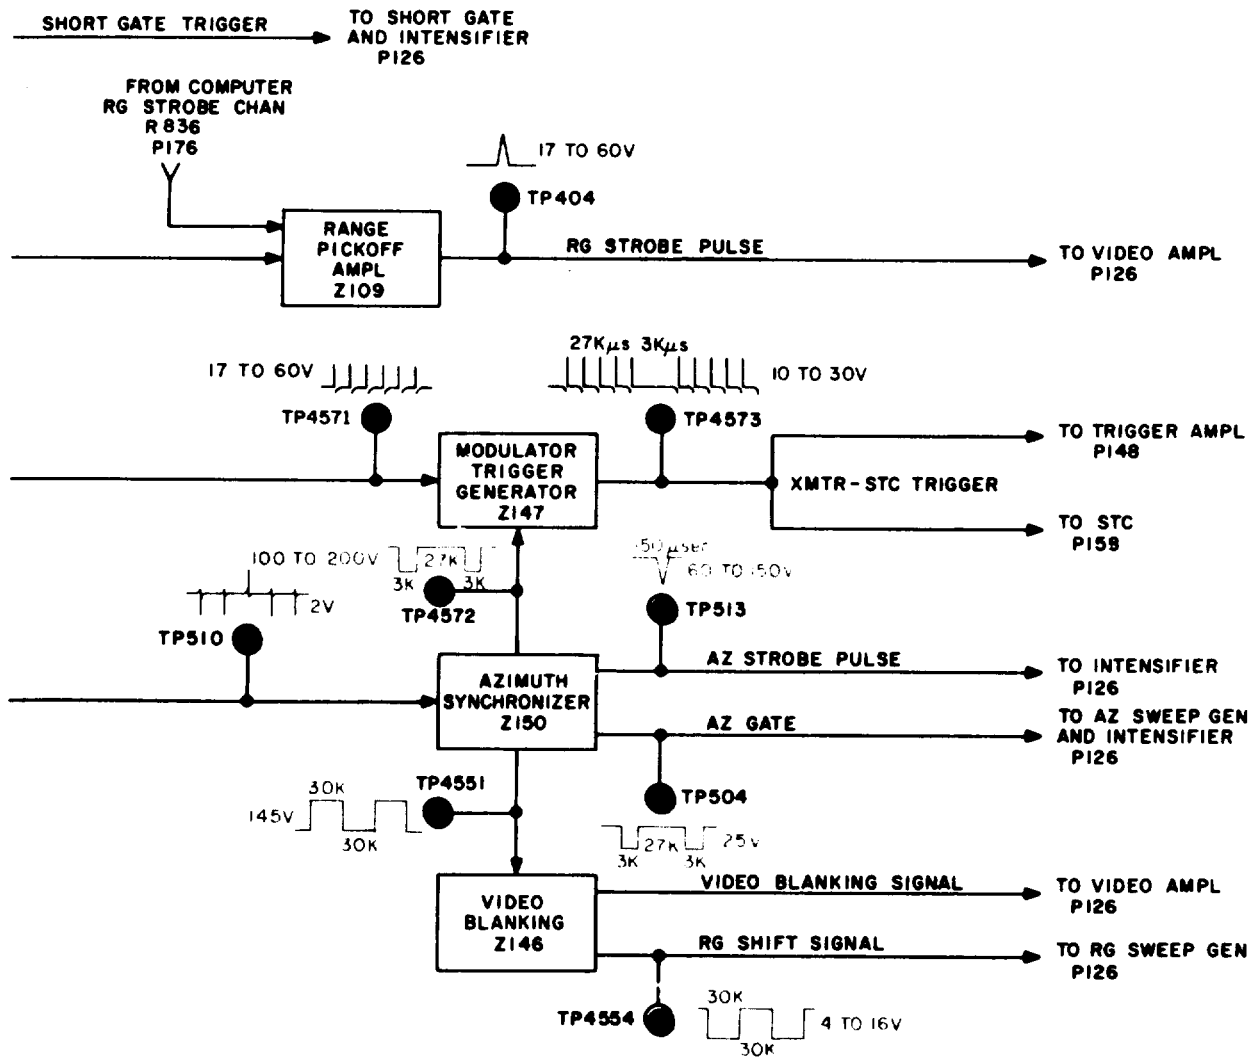 SHORT GATE TRIGGER
TO SHORT GATE
AND INTENSIFIER
P126
FROM COMPUTER
RG STROBE CHAN
R 836
P176
17 TO 60V
TP404
RANGE
PICKOFF
AMPL
Z109
RG STROBE PULSE
TO VIDEO AMPL
P126
27Kµs 3Kµs
17 TO 60V
10 TO 30V
TP4571
TP4573
MODULATOR
TRIGGER
GENERATOR
Z147
TO TRIGGER AMPL
P148
XMTR-STC TRIGGER
TO STC
P159
100 TO 200V
27K
3K
3K
2V
TP4572
TP510
60 TO 150V
TP513
AZIMUTH
SYNCHRONIZER
Z150
AZ STROBE PULSE
TO INTENSIFIER
P126
AZ GATE
TO AZ SWEEP GEN
AND INTENSIFIER
P126
TP4551
30K
145V
30K
TP504
27K
25V
3K
3K
VIDEO
BLANKING
Z146
VIDEO BLANKING SIGNAL
TO VIDEO AMPL
P126
RG SHIFT SIGNAL
TO RG SWEEP GEN
P126
TP4554
30K
4 TO 16V
30K